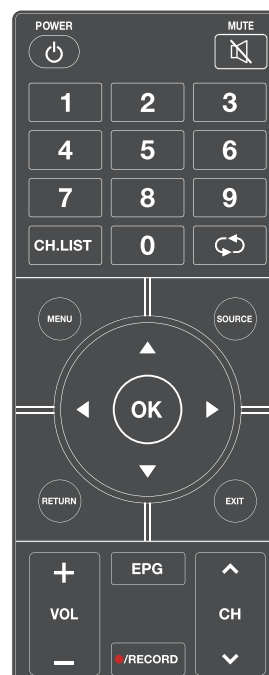 POWER MUTE
1 2 3
4 5 6
7 8 9
CH.LIST 0
MENU SOURCE
OK
RETURN EXIT
+ EPG
VOL CH
− /RECORD